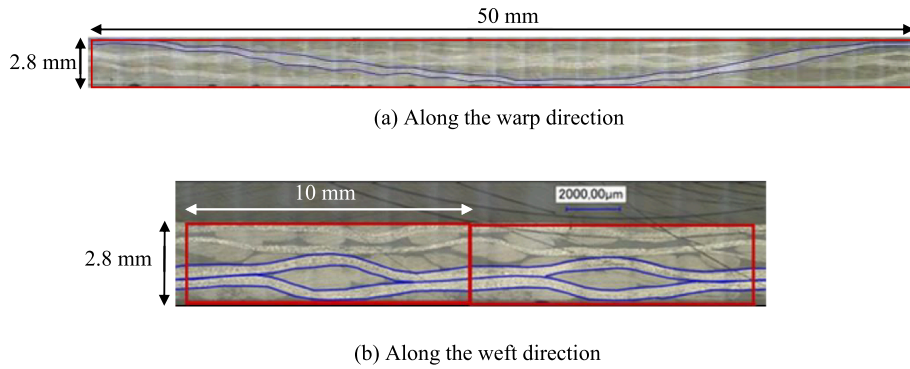 50 mm
2.8 mm
(a) Along the warp direction
10 mm
2000,00µm
2.8 mm
(b) Along the weft direction